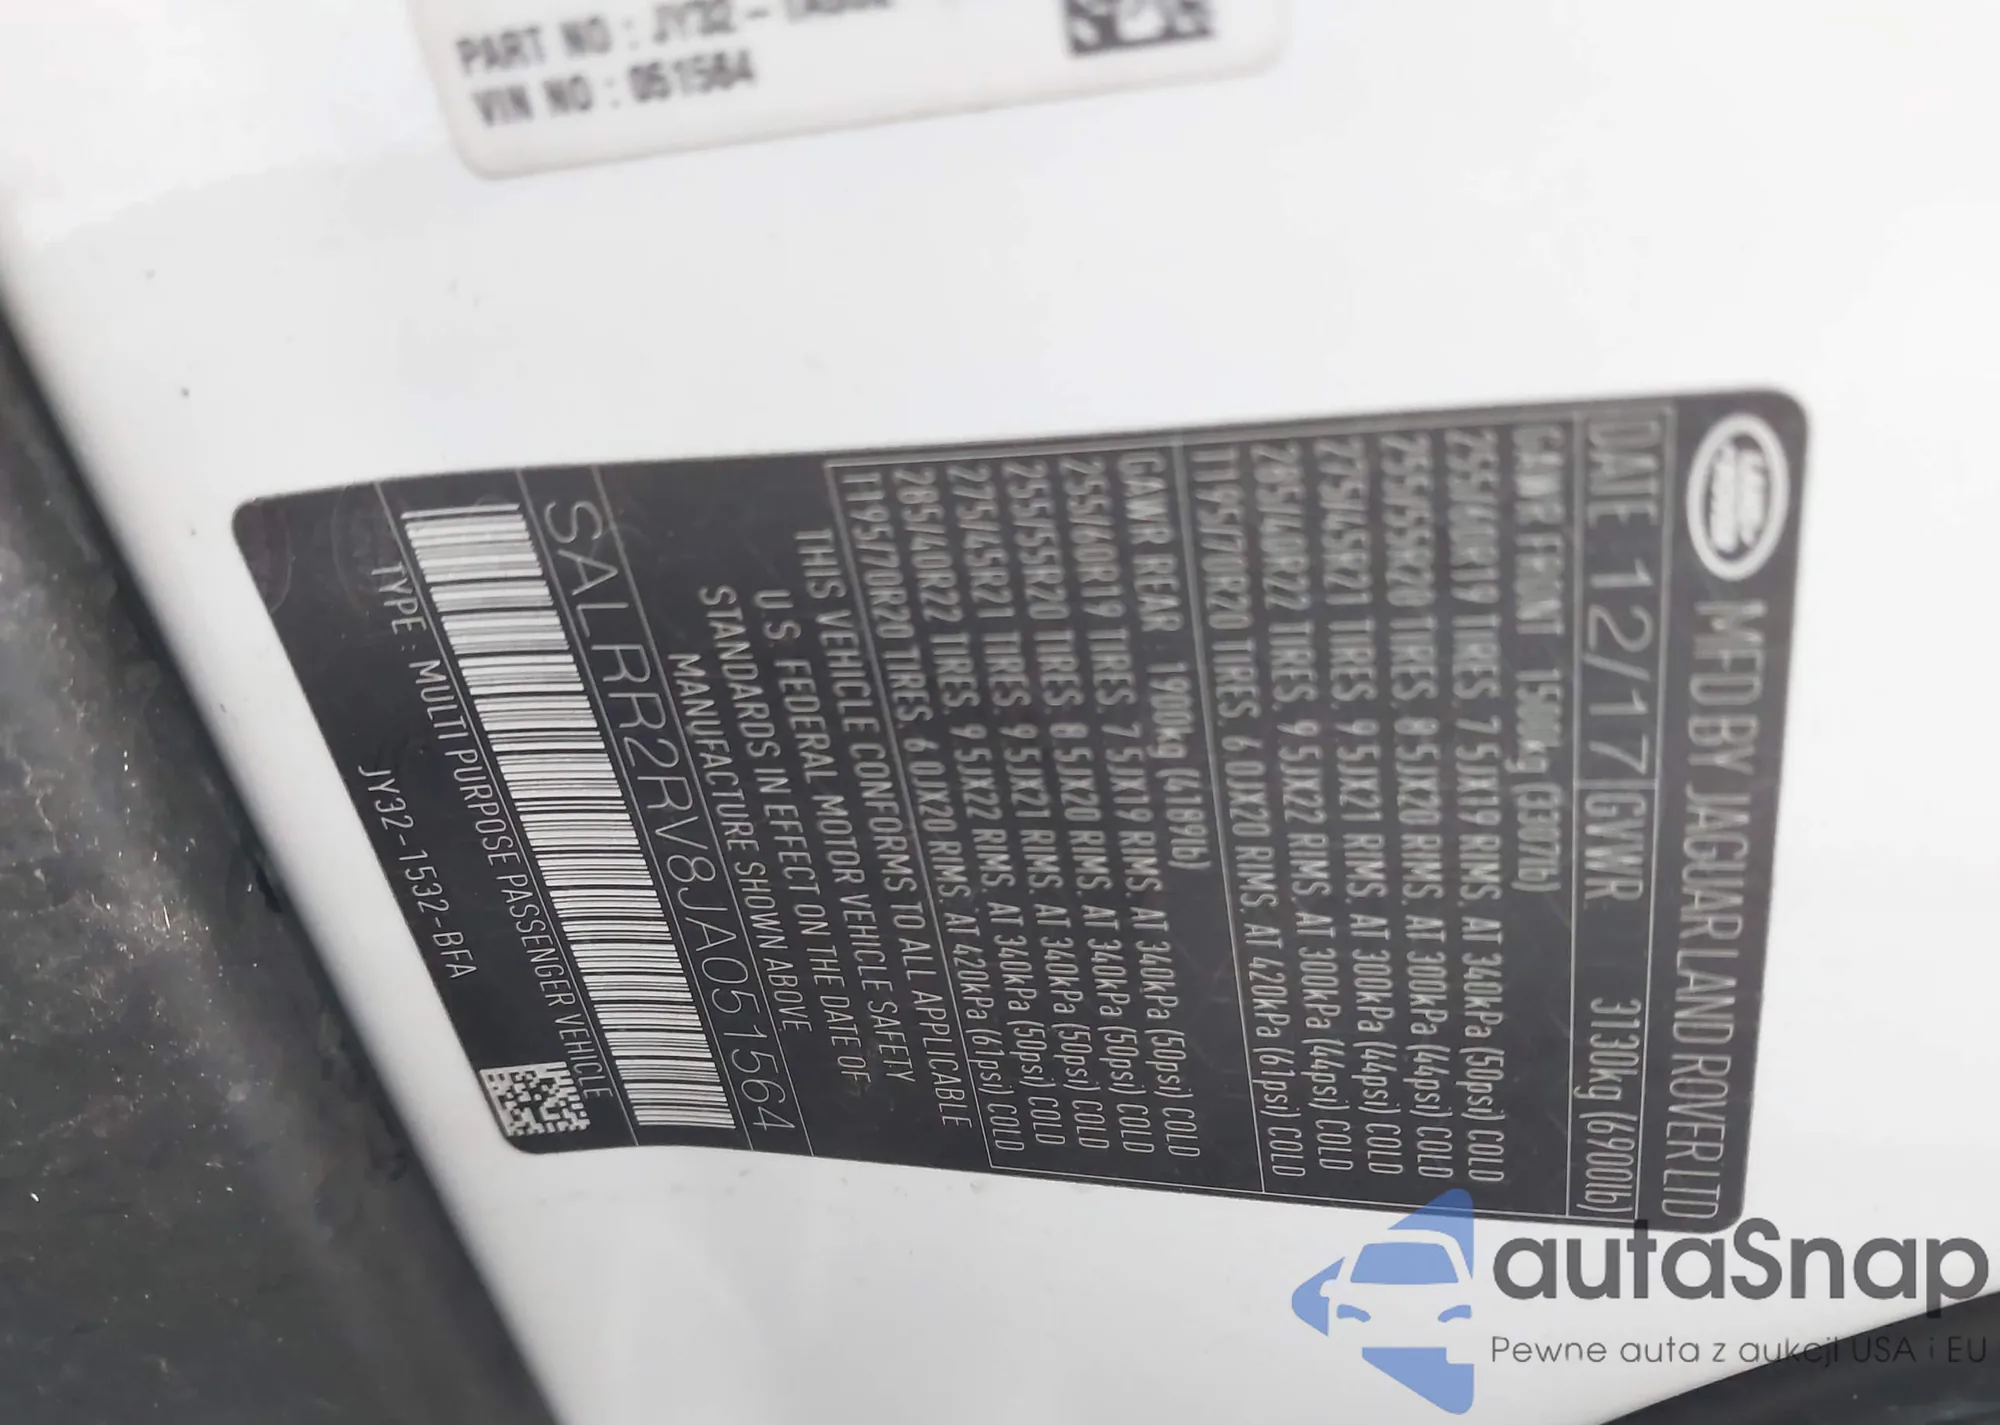 PART NO : JY32 -
VIN NO : 051564
LAND ROVER
MFD BY JAGUAR LAND ROVER LTD
DATE 12/17 GVWR 3130kg (6900lb)
GAWR FRONT 1500kg (3307lb)
255/60R19 TIRES. 7.5JX19 RIMS. AT 340kPa (50psi) COLD
255/55R20 TIRES. 8.5JX20 RIMS. AT 300kPa (44psi) COLD
275/45R21 TIRES. 9.5JX21 RIMS. AT 300kPa (44psi) COLD
285/40R22 TIRES. 9.5JX22 RIMS. AT 300kPa (44psi) COLD
T195/70R20 TIRES. 6.0JX20 RIMS. AT 420kPa (61psi) COLD
GAWR REAR 1900kg (4189lb)
255/60R19 TIRES. 7.5JX19 RIMS. AT 340kPa (50psi) COLD
255/55R20 TIRES. 8.5JX20 RIMS. AT 340kPa (50psi) COLD
275/45R21 TIRES. 9.5JX21 RIMS. AT 340kPa (50psi) COLD
285/40R22 TIRES. 9.5JX22 RIMS. AT 340kPa (50psi) COLD
T195/70R20 TIRES. 6.0JX20 RIMS. AT 420kPa (61psi) COLD
THIS VEHICLE CONFORMS TO ALL APPLICABLE
U.S. FEDERAL MOTOR VEHICLE SAFETY
STANDARDS IN EFFECT ON THE DATE OF
MANUFACTURE SHOWN ABOVE
SALRR2RV8JA051564
TYPE : MULTI PURPOSE PASSENGER VEHICLE
JY32-1532-BFA
autaSnap
Pewne auta z aukcji USA i EU